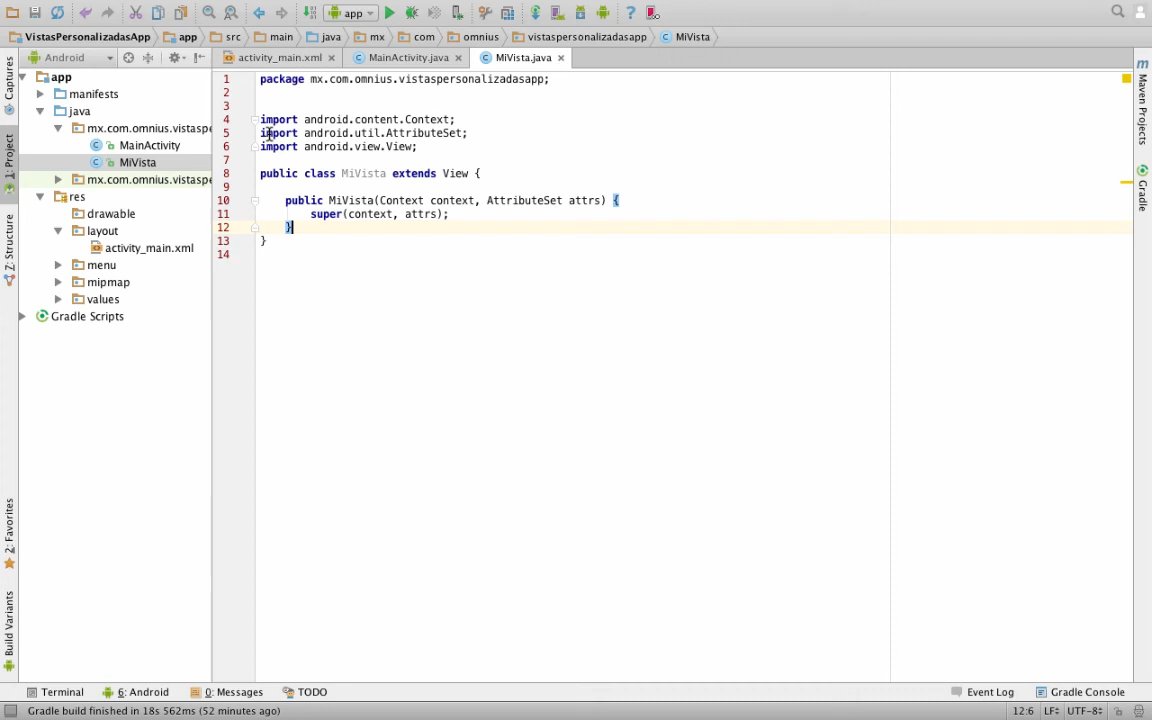 app
VistasPersonalizadasApp app src main java mx com omnius vistaspersonalizadasapp MiVista
Captures
1: Project
7: Structure
2: Favorites
Build Variants
Android
app
manifests
java
mx.com.omnius.vistaspe
MainActivity
MiVista
mx.com.omnius.vistaspe
res
drawable
layout
activity_main.xml
menu
mipmap
values
Gradle Scripts
activity_main.xml MainActivity.java MiVista.java
1 package mx.com.omnius.vistaspersonalizadasapp;
2
3
4 import android.content.Context;
5 import android.util.AttributeSet;
6 import android.view.View;
7
8 public class MiVista extends View {
9
10 public MiVista(Context context, AttributeSet attrs) {
11 super(context, attrs);
12 }
13 }
14
Maven Projects
Gradle
Terminal 6: Android 0: Messages TODO Event Log Gradle Console
Gradle build finished in 18s 562ms (52 minutes ago) 12:6 LF UTF-8